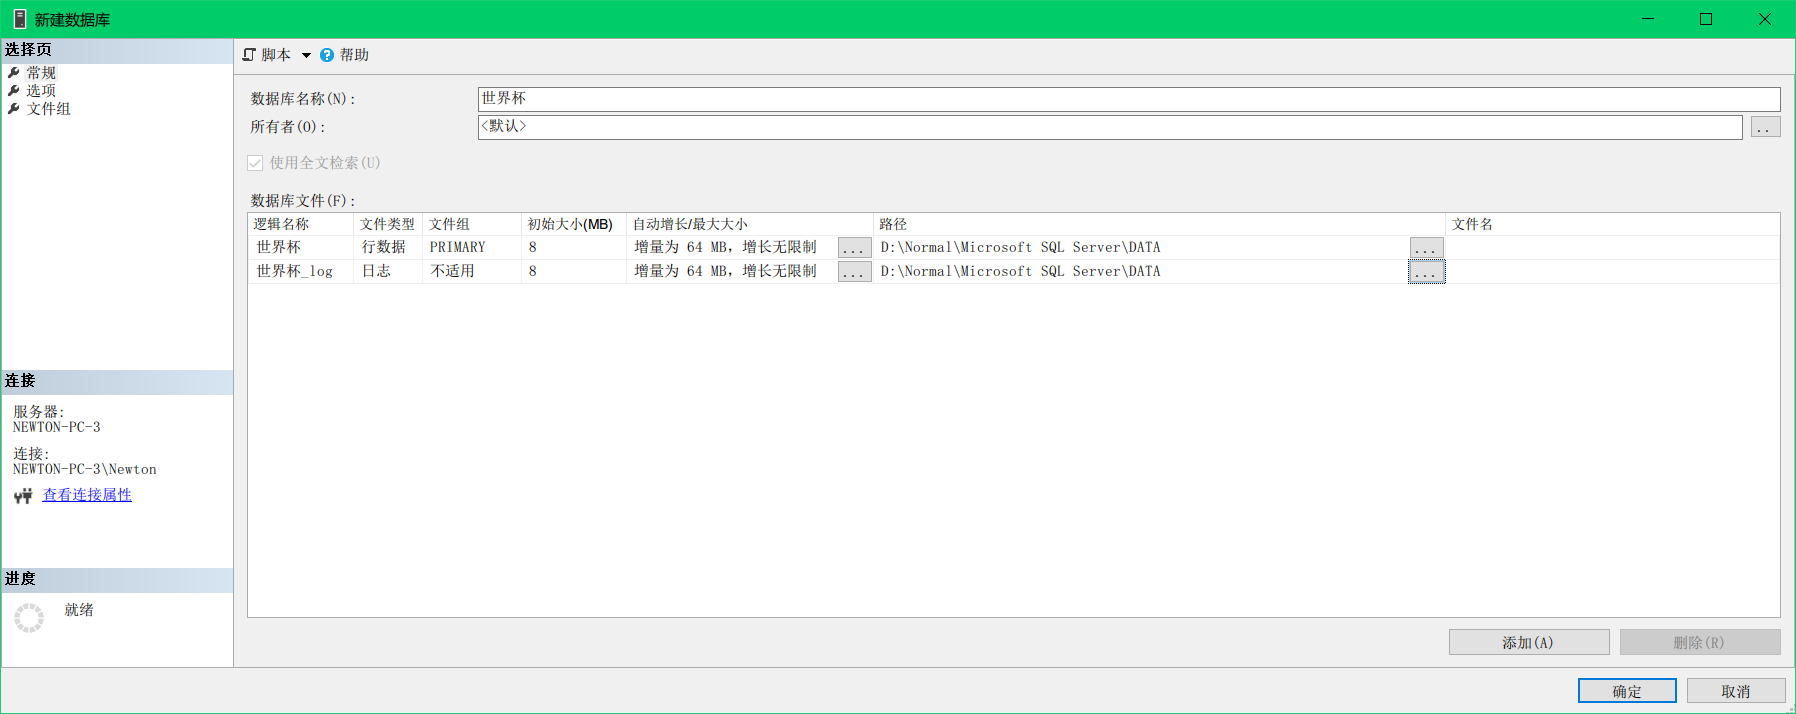 新建数据库
选择页
常规
选项
文件组
脚本 帮助
数据库名称(N): 世界杯
所有者(O): <默认> ..
使用全文检索(U)
数据库文件(F):
逻辑名称 文件类型 文件组 初始大小(MB) 自动增长/最大大小 路径 文件名
世界杯 行数据 PRIMARY 8 增量为 64 MB，增长无限制 ... D:\Normal\Microsoft SQL Server\DATA ...
世界杯_log 日志 不适用 8 增量为 64 MB，增长无限制 ... D:\Normal\Microsoft SQL Server\DATA ...
连接
服务器:
NEWTON-PC-3
连接:
NEWTON-PC-3\Newton
查看连接属性
进度
就绪
添加(A) 删除(R)
确定 取消